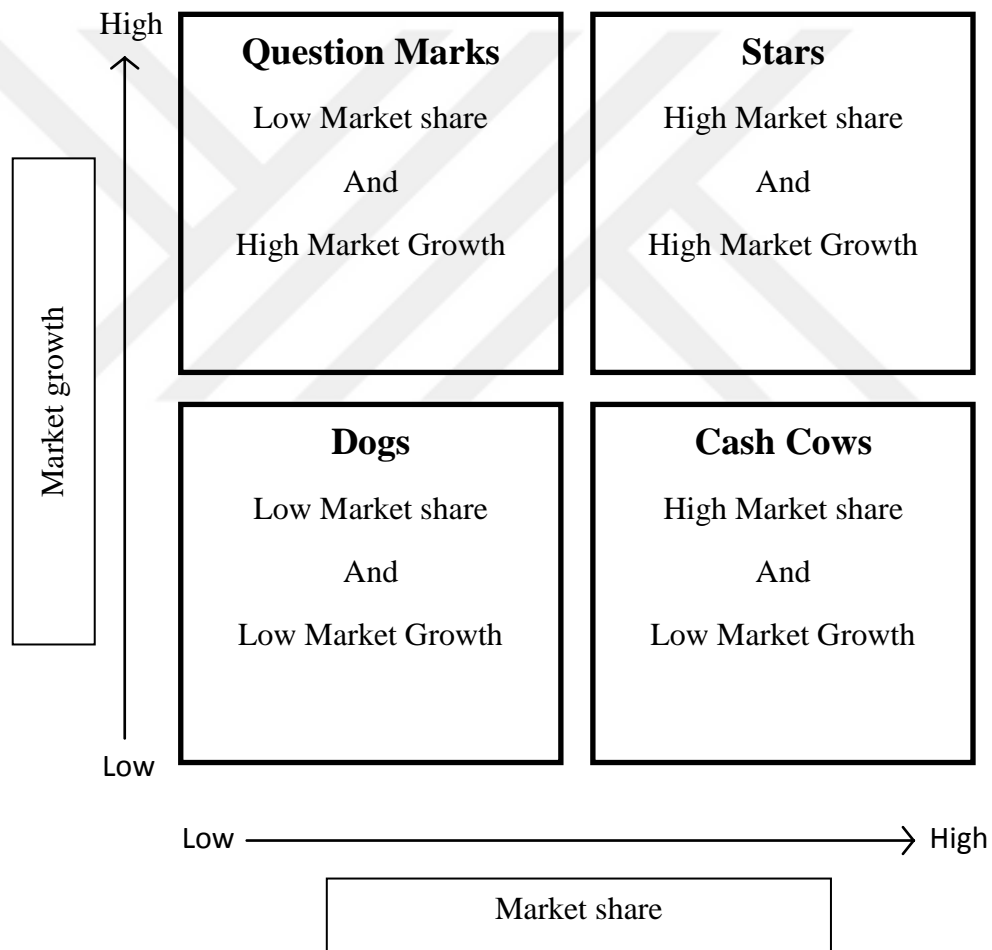 High
Question Marks
Low Market share
And
High Market Growth
Stars
High Market share
And
High Market Growth
Market growth
Dogs
Low Market share
And
Low Market Growth
Cash Cows
High Market share
And
Low Market Growth
Low
Low
High
Market share